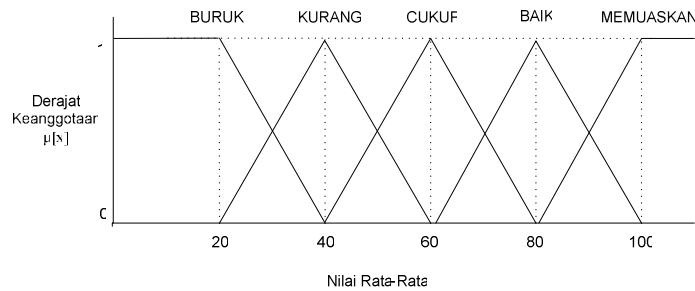 BURUK KURANG CUKUP BAIK MEMUASKAN
Derajat
Keanggotaan
μ[x]
0
20 40 60 80 100
Nilai Rata-Rata